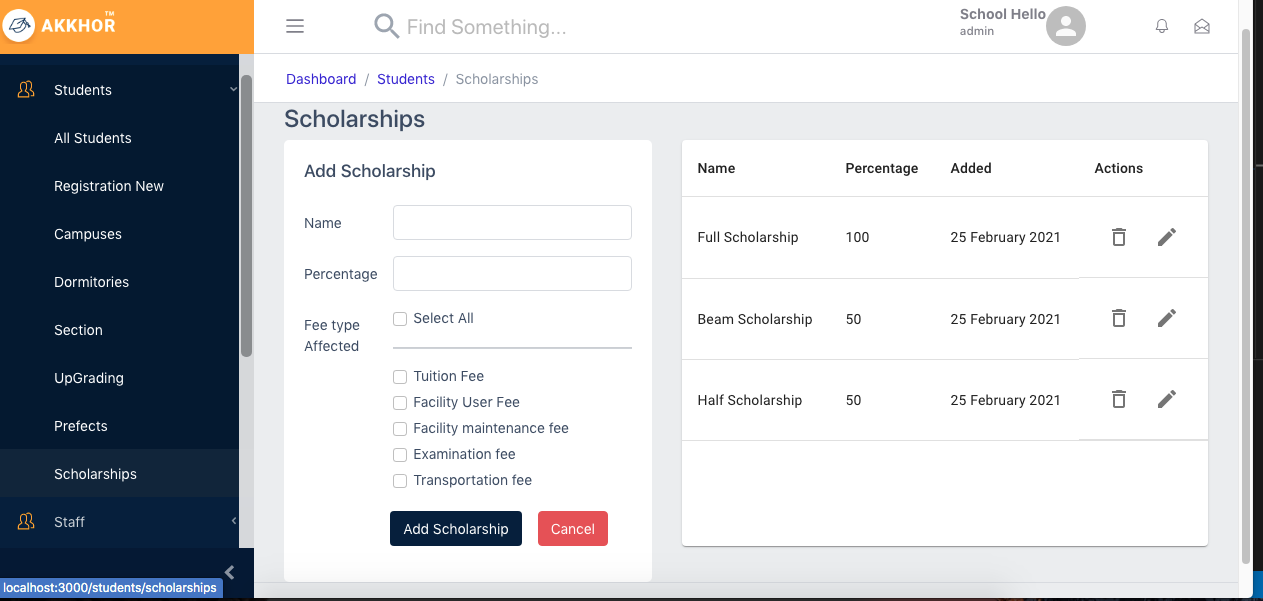 AKKHOR™
Find Something...
School Hello
admin
Students
All Students
Registration New
Campuses
Dormitories
Section
UpGrading
Prefects
Scholarships
Staff
localhost:3000/students/scholarships
Dashboard / Students / Scholarships
Scholarships
Add Scholarship
Name
Percentage
Fee type
Affected
Select All
Tuition Fee
Facility User Fee
Facility maintenance fee
Examination fee
Transportation fee
Add Scholarship Cancel
Name Percentage Added Actions
Full Scholarship 100 25 February 2021
Beam Scholarship 50 25 February 2021
Half Scholarship 50 25 February 2021